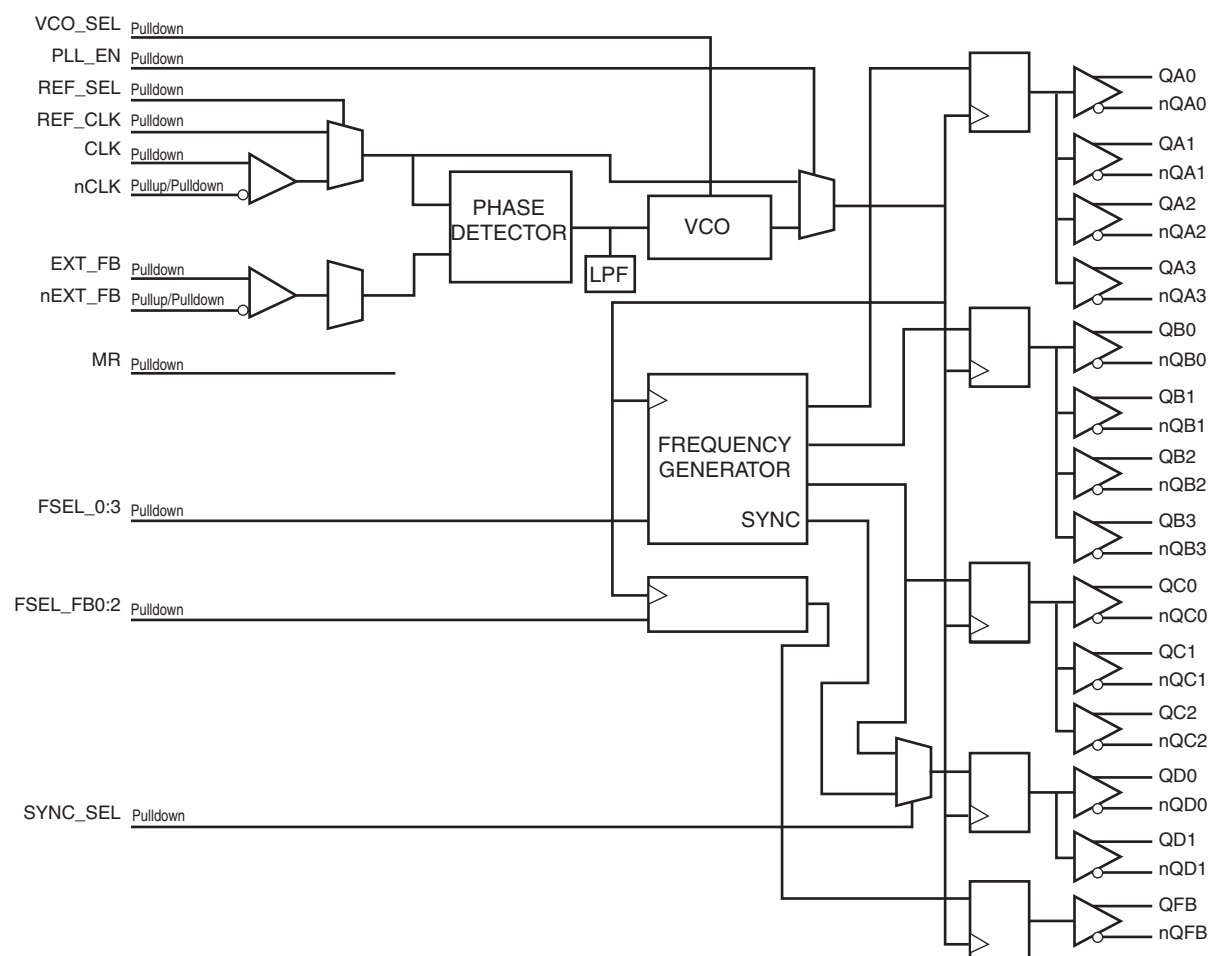 VCO_SEL Pulldown
PLL_EN Pulldown
REF_SEL Pulldown
REF_CLK Pulldown
CLK Pulldown
nCLK Pullup/Pulldown
PHASE
DETECTOR
VCO
LPF
EXT_FB Pulldown
nEXT_FB Pullup/Pulldown
MR Pulldown
FREQUENCY
GENERATOR
SYNC
FSEL_0:3 Pulldown
FSEL_FB0:2 Pulldown
SYNC_SEL Pulldown
QA0
nQA0
QA1
nQA1
QA2
nQA2
QA3
nQA3
QB0
nQB0
QB1
nQB1
QB2
nQB2
QB3
nQB3
QC0
nQC0
QC1
nQC1
QC2
nQC2
QD0
nQD0
QD1
nQD1
QFB
nQFB